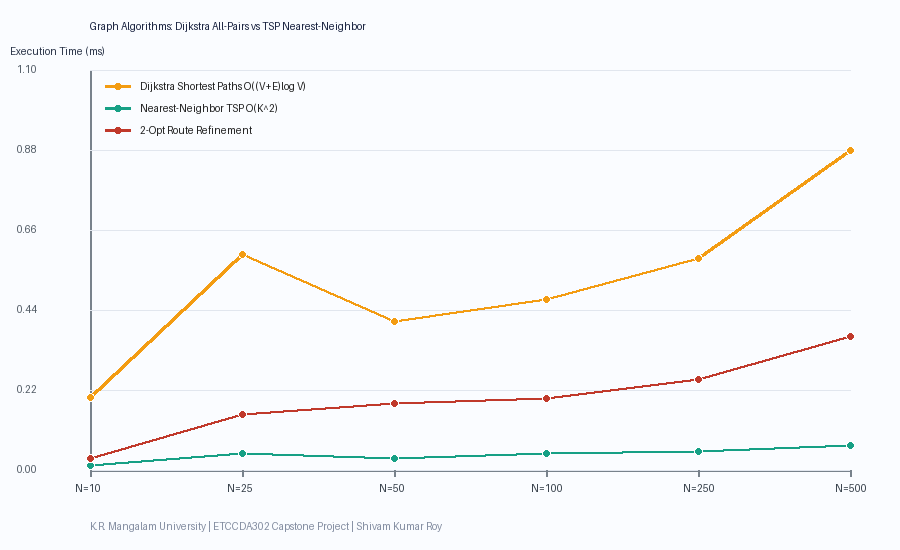 Graph Algorithms: Dijkstra All-Pairs vs TSP Nearest-Neighbor
Execution Time (ms)
1.10
Dijkstra Shortest Paths O((V+E)log V)
Nearest-Neighbor TSP O(K^2)
2-Opt Route Refinement
0.88
0.66
0.44
0.22
0.00
N=10 N=25 N=50 N=100 N=250 N=500
K.R. Mangalam University | ETCCDA302 Capstone Project | Shivam Kumar Roy